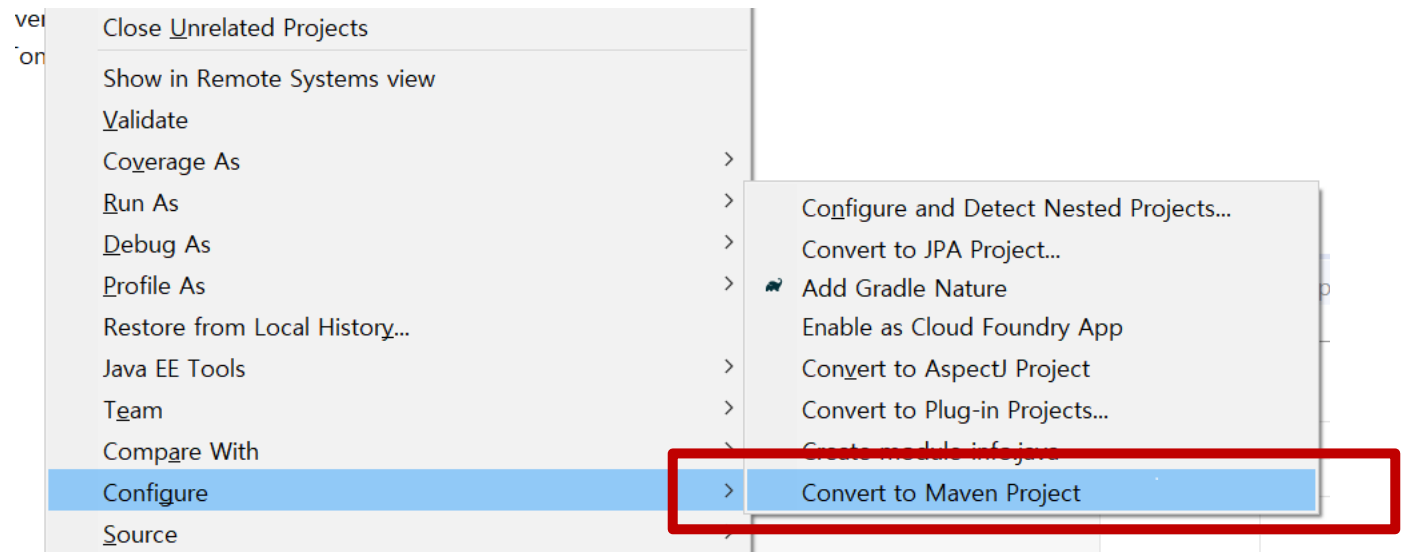 Close Unrelated Projects
Show in Remote Systems view
Validate
Coverage As
Run As
Debug As
Profile As
Restore from Local History...
Java EE Tools
Team
Compare With
Configure
Source
Configure and Detect Nested Projects...
Convert to JPA Project...
Add Gradle Nature
Enable as Cloud Foundry App
Convert to AspectJ Project
Convert to Plug-in Projects...
Create module-info.java
Convert to Maven Project